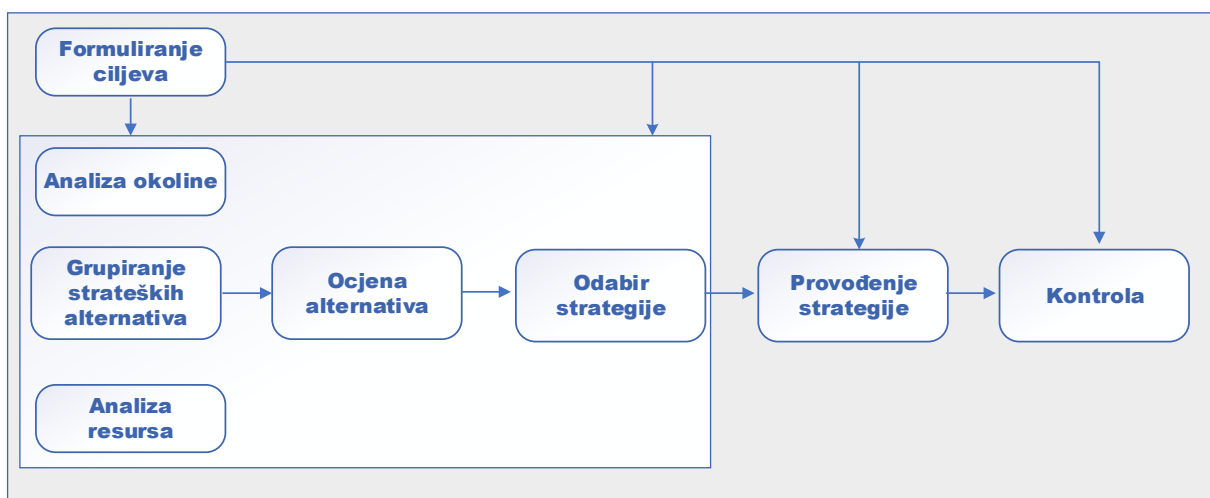 Formuliranje
ciljeva
Analiza okoline
Grupiranje
strateških
alternativa
Ocjena
alternativa
Odabir
strategije
Provođenje
strategije
Kontrola
Analiza
resursa